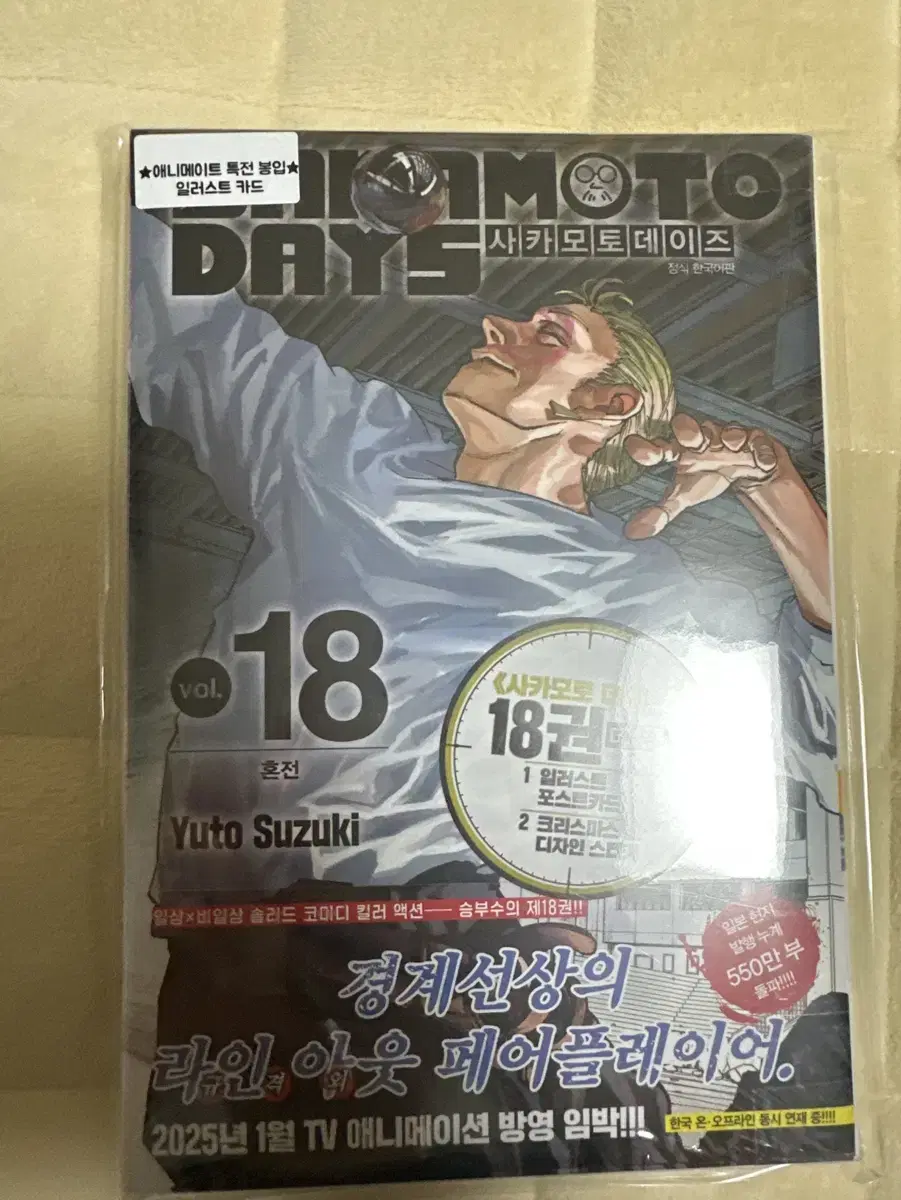 ★애니메이트 특전 봉입★
일러스트 카드
SAKAMOTO
DAYS
사카모토데이즈
정식 한국어판
vol. 18
혼전
Yuto Suzuki
《사카모토
18권
1 일러스트
포스트카드
2 크리스마스
디자인
일상×비일상 솔리드 코미디 킬러 액션── 승부수의 제18권!!
일본 현지
발행 누계
550만 부
돌파!!!!
경계선상의
라인 아웃 페어플레이어.
규 격 외
2025년 1월 TV 애니메이션 방영 임박!!!
한국 온·오프라인 동시 연재 중!!!!